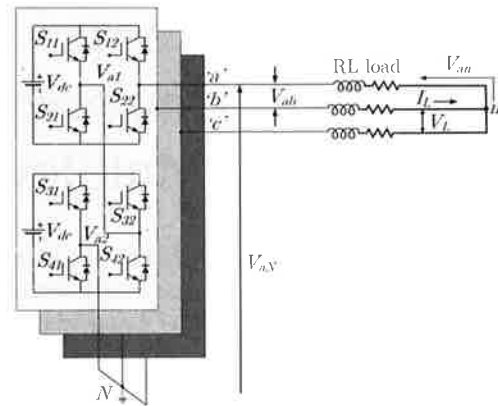 S11 S12
Vdc Va1
S21 S22
S31 S32
Vdc Va2
S41 S42
N
'a'
'b'
'c'
Vab
VaN
RL load
Van
IL
VL
n